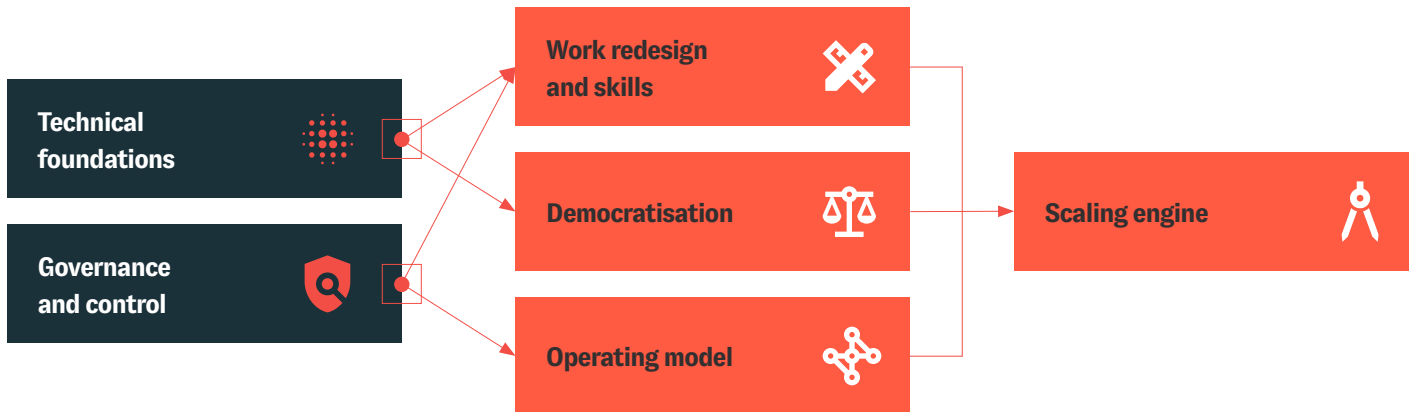 Technical
foundations
Governance
and control
Work redesign
and skills
Democratisation
Operating model
Scaling engine